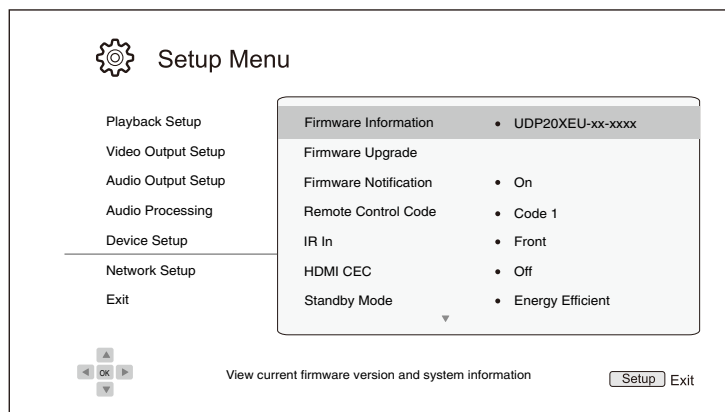 Setup Menu
Playback Setup
Video Output Setup
Audio Output Setup
Audio Processing
Device Setup
Network Setup
Exit
Firmware Information • UDP20XEU-xx-xxxx
Firmware Upgrade
Firmware Notification • On
Remote Control Code • Code 1
IR In • Front
HDMI CEC • Off
Standby Mode • Energy Efficient
OK
View current firmware version and system information
Setup Exit